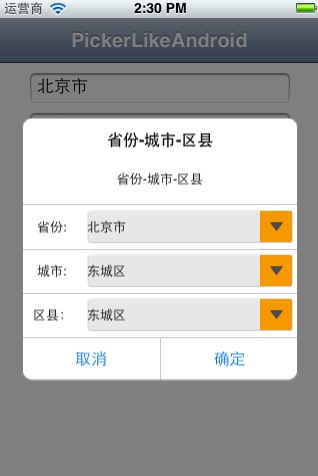 运营商 2:30 PM
PickerLikeAndroid
北京市
省份-城市-区县
省份-城市-区县
省份: 北京市
城市: 东城区
区县: 东城区
取消 确定